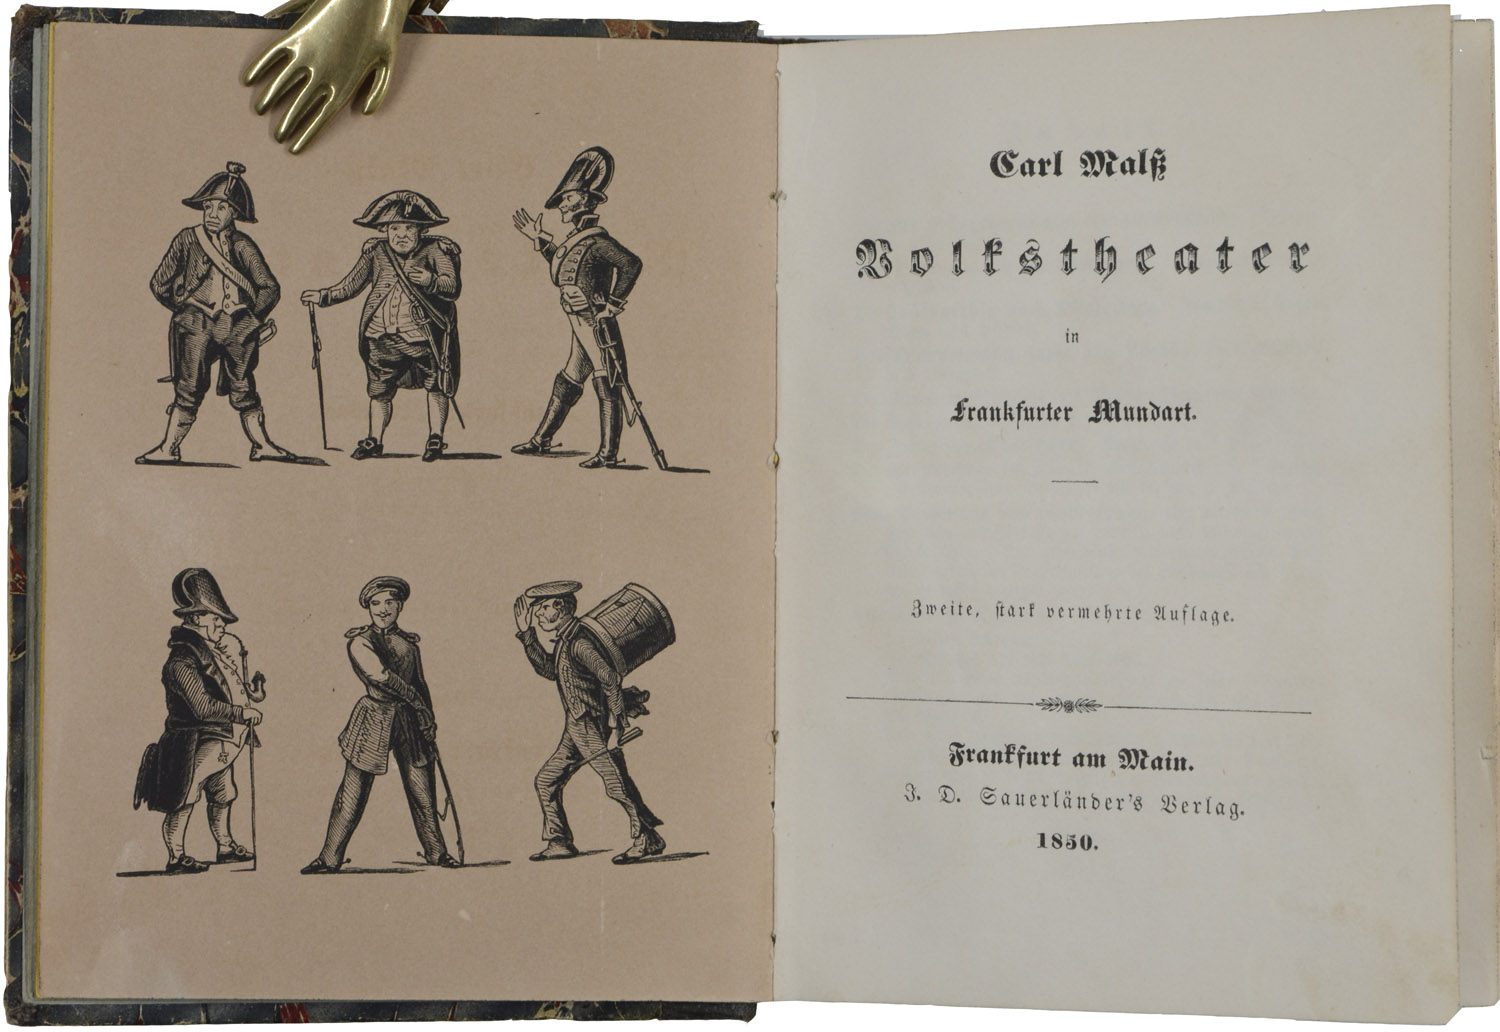 Carl Malß
Volkstheater
in
Frankfurter Mundart.
Zweite, stark vermehrte Auflage.
Frankfurt am Main.
J. D. Sauerländer's Verlag.
1850.